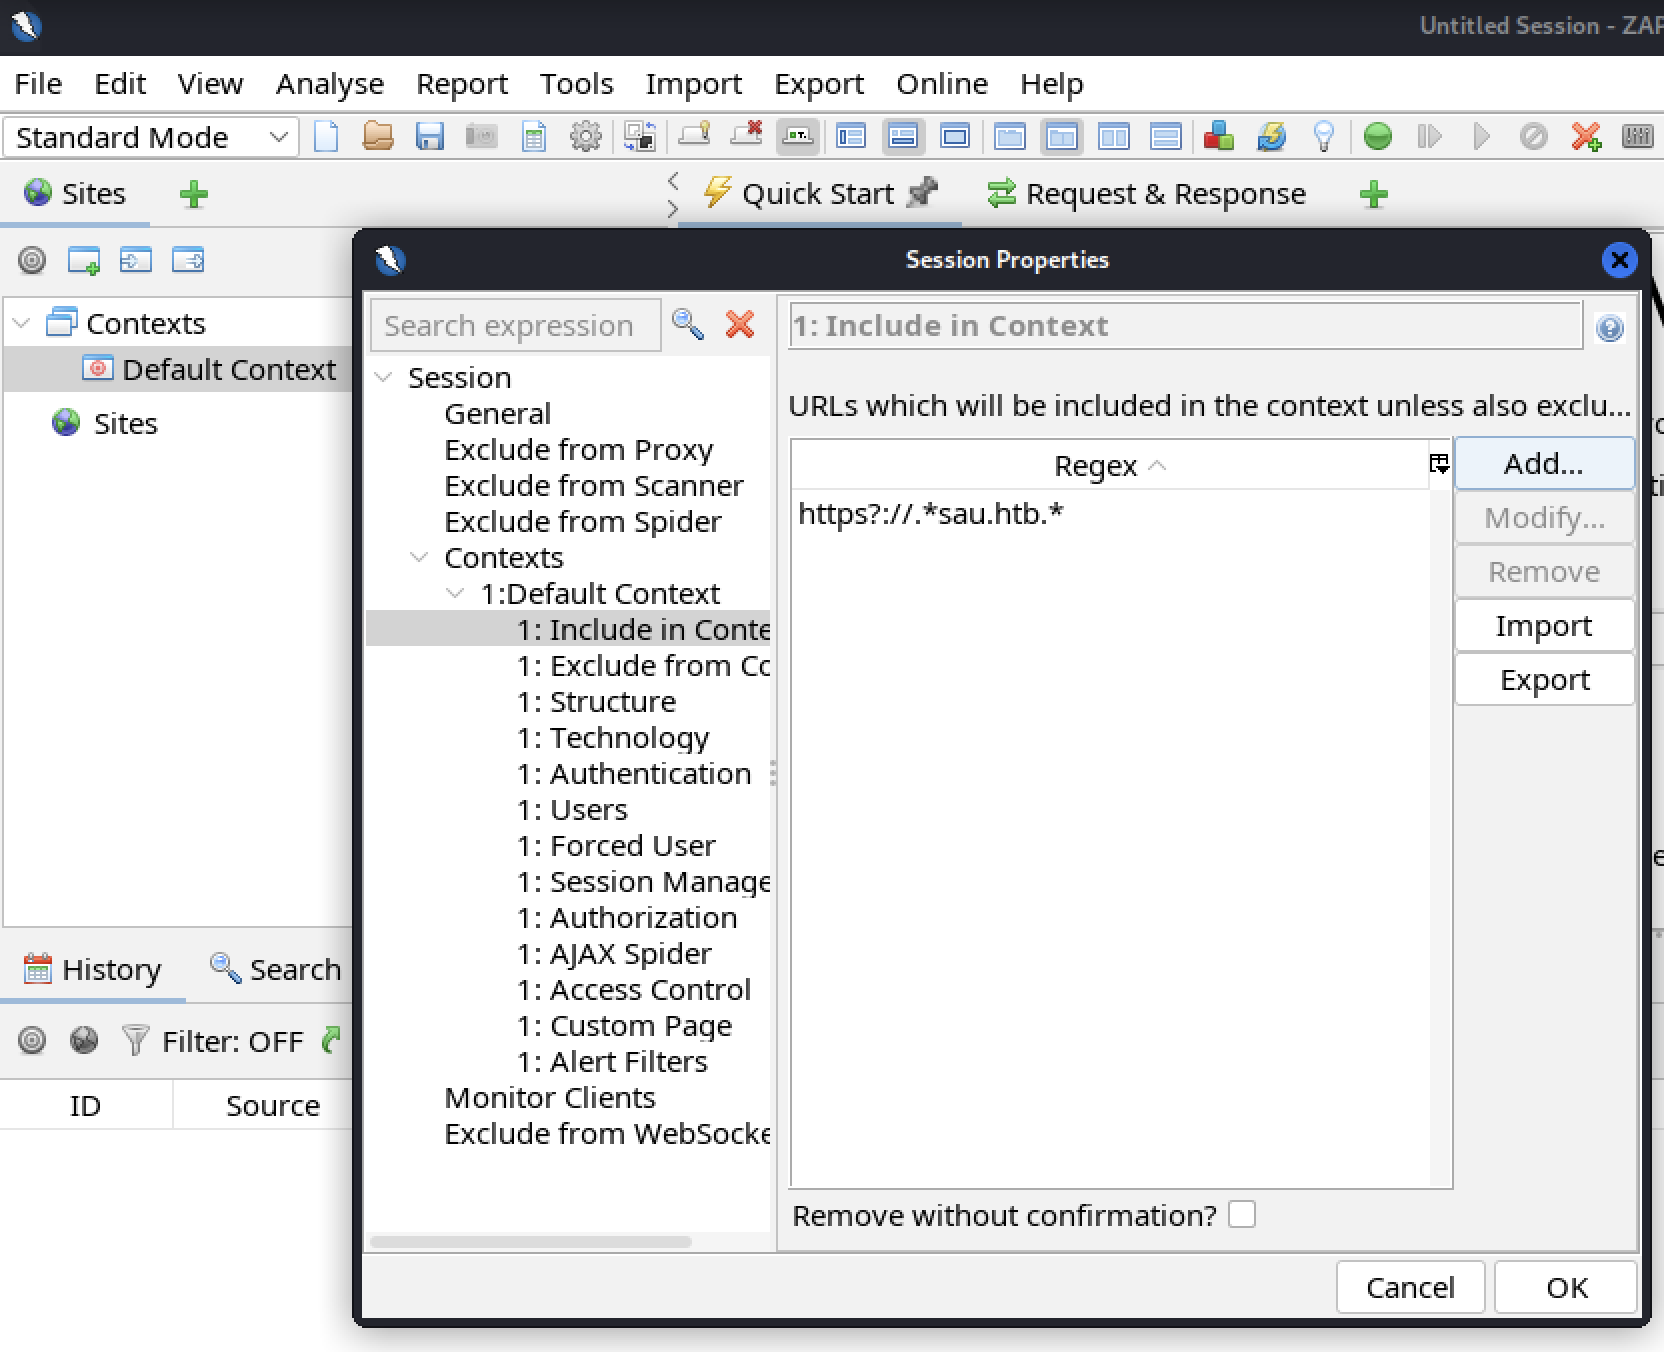 Untitled Session - ZAP
File Edit View Analyse Report Tools Import Export Online Help
Standard Mode
Sites
Quick Start
Request & Response
Contexts
Default Context
Sites
History
Search
Filter: OFF
ID Source
Session Properties
Search expression
Session
General
Exclude from Proxy
Exclude from Scanner
Exclude from Spider
Contexts
1:Default Context
1: Include in Conte
1: Exclude from Co
1: Structure
1: Technology
1: Authentication
1: Users
1: Forced User
1: Session Manage
1: Authorization
1: AJAX Spider
1: Access Control
1: Custom Page
1: Alert Filters
Monitor Clients
Exclude from WebSocke
1: Include in Context
URLs which will be included in the context unless also exclu...
Regex
https?://.*sau.htb.*
Add...
Modify...
Remove
Import
Export
Remove without confirmation?
Cancel
OK